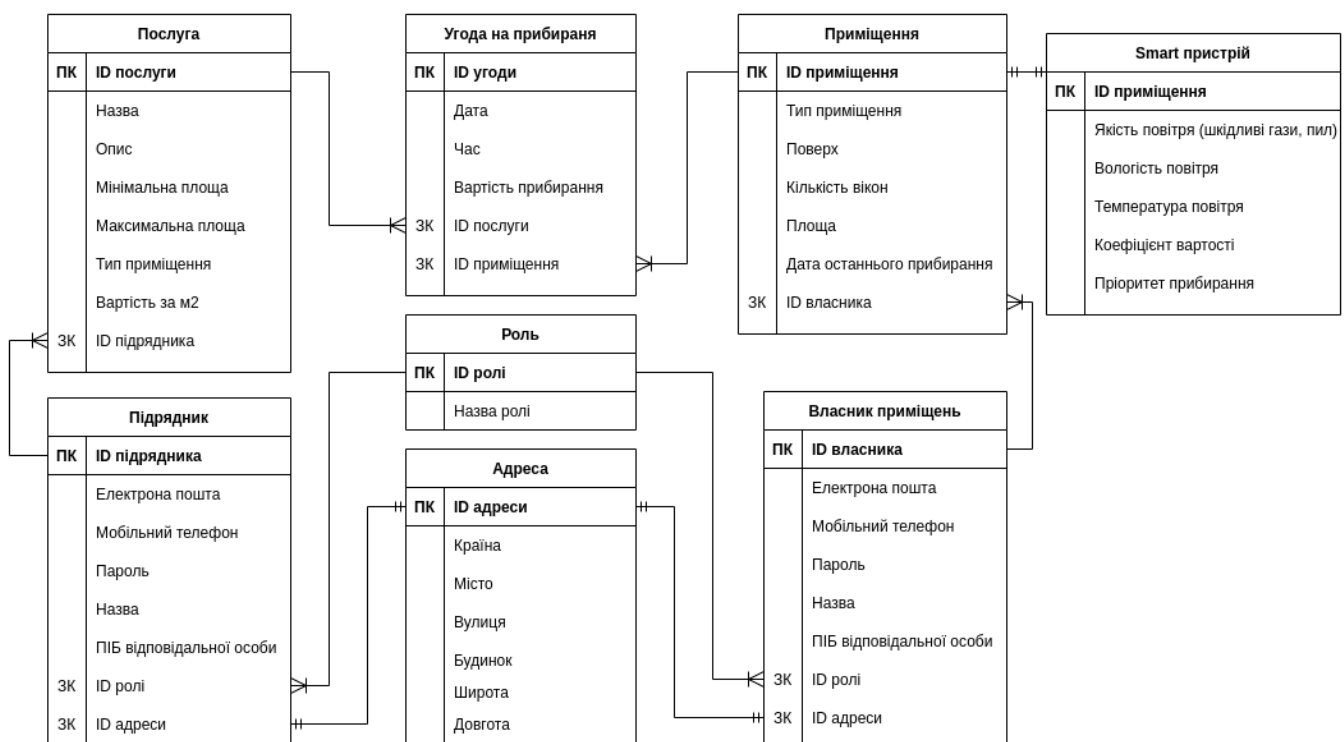 Послуга
ПК ID послуги
Назва
Опис
Мінімальна площа
Максимальна площа
Тип приміщення
Вартість за м2
ЗК ID підрядника
Угода на прибираня
ПК ID угоди
Дата
Час
Вартість прибирання
ЗК ID послуги
ЗК ID приміщення
Приміщення
ПК ID приміщення
Тип приміщення
Поверх
Кількість вікон
Площа
Дата останнього прибирання
ЗК ID власника
Smart пристрій
ПК ID приміщення
Якість повітря (шкідливі гази, пил)
Вологість повітря
Температура повітря
Коефіцієнт вартості
Пріоритет прибирання
Роль
ПК ID ролі
Назва ролі
Підрядник
ПК ID підрядника
Електрона пошта
Мобільний телефон
Пароль
Назва
ПІБ відповідальної особи
ЗК ID ролі
ЗК ID адреси
Адреса
ПК ID адреси
Країна
Місто
Вулиця
Будинок
Широта
Довгота
Власник приміщень
ПК ID власника
Електрона пошта
Мобільний телефон
Пароль
Назва
ПІБ відповідальної особи
ЗК ID ролі
ЗК ID адреси